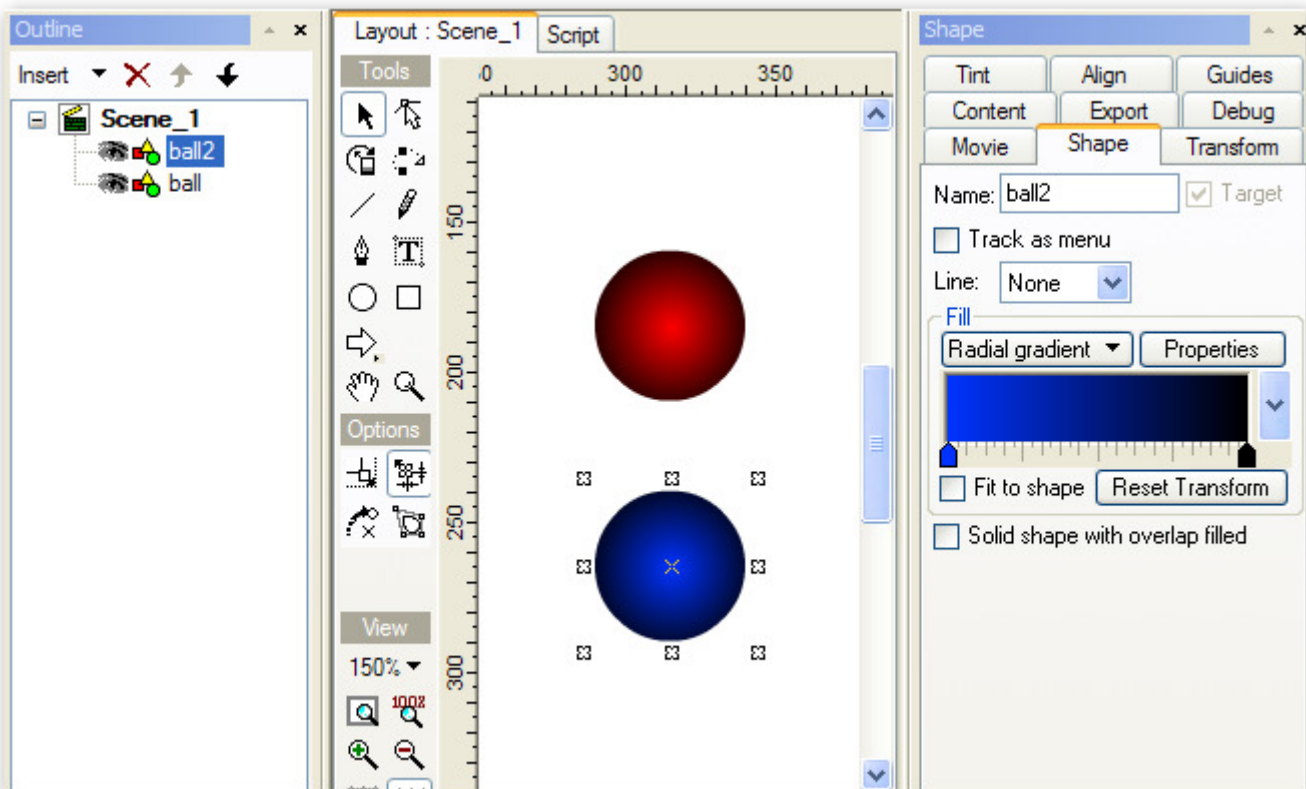 Outline
Insert
Scene_1
ball2
ball
Layout : Scene_1
Script
Tools
300
350
150
200
250
300
Options
View
150%
100%
Shape
Tint
Align
Guides
Content
Export
Debug
Movie
Shape
Transform
Name: ball2
Target
Track as menu
Line: None
Fill
Radial gradient
Properties
Fit to shape
Reset Transform
Solid shape with overlap filled